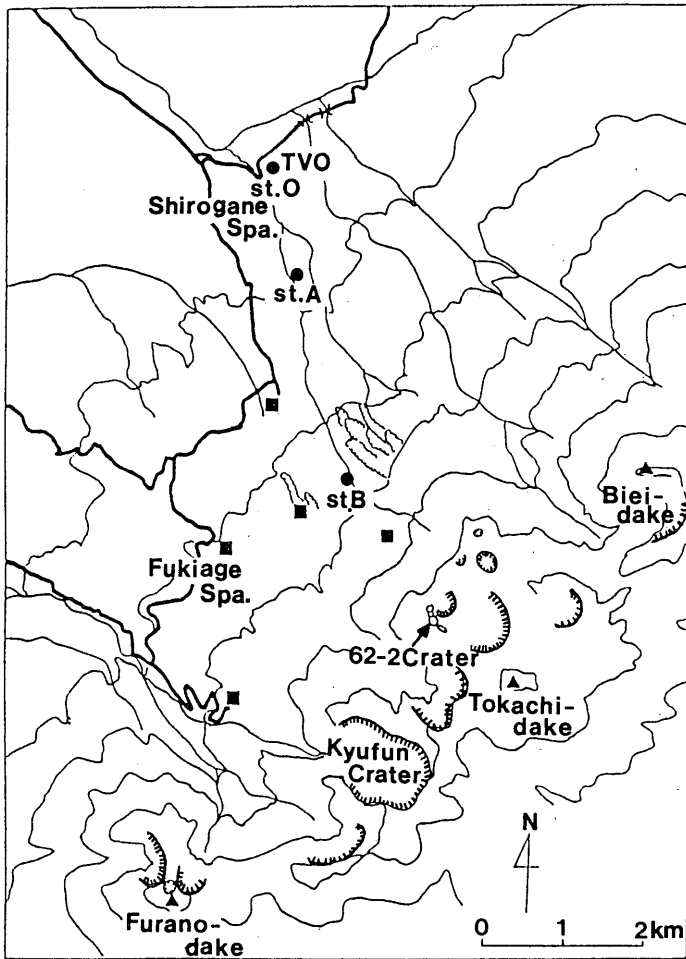 TVO
st.O
Shirogane
Spa.
st.A
st.B
Biei-
dake
Fukiage
Spa.
62-2Crater
Tokachi-
dake
Kyufun
Crater
N
Furano-
dake
0 1 2km